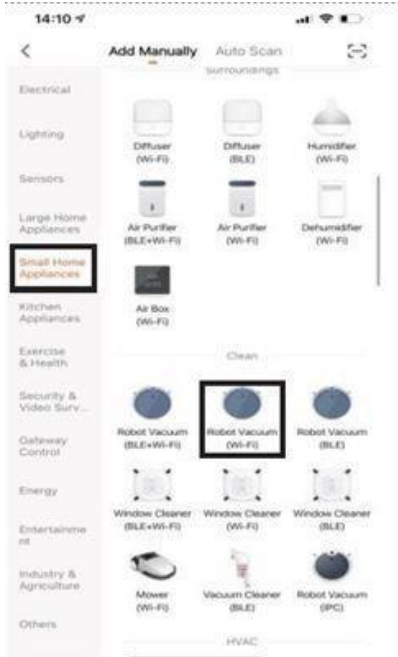 14:10
Add Manually Auto Scan
Surroundings
Electrical
Lighting
Sensors
Large Home
Appliances
Small Home
Appliances
Kitchen
Appliances
Exercise
& Health
Security &
Video Surv...
Gateway
Control
Energy
Entertainme
nt
Industry &
Agriculture
Others
Diffuser
(Wi-Fi)
Diffuser
(BLE)
Humidifier
(Wi-Fi)
Air Purifier
(BLE+Wi-Fi)
Air Purifier
(Wi-Fi)
Dehumidifier
(Wi-Fi)
Air Box
(Wi-Fi)
Clean
Robot Vacuum
(BLE+Wi-Fi)
Robot Vacuum
(Wi-Fi)
Robot Vacuum
(BLE)
Window Cleaner
(BLE+Wi-Fi)
Window Cleaner
(Wi-Fi)
Window Cleaner
(BLE)
Mower
(Wi-Fi)
Vacuum Cleaner
(BLE)
Robot Vacuum
(IPC)
HVAC